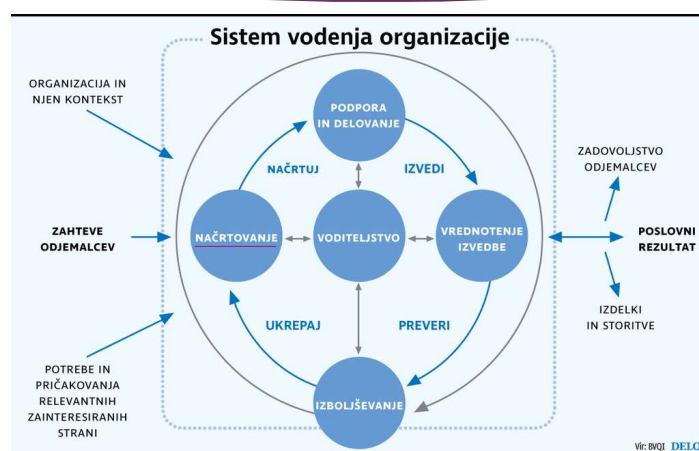 Sistem vodenja organizacije
ORGANIZACIJA IN
NJEN KONTEKST
ZAHTEVE
ODJEMALCEV
POTREBE IN
PRIČAKOVANJA
RELEVANTNIH
ZAINTERESIRANIH
STRANI
PODPORA
IN DELOVANJE
NAČRTUJ
IZVEDI
NAČRTOVANJE
VODITELJSTVO
VREDNOTENJE
IZVEDBE
UKREPAJ
PREVERI
IZBOLJŠEVANJE
ZADOVOLJSTVO
ODJEMALCEV
POSLOVNI
REZULTAT
IZDELKI
IN STORITVE
Vir: BVQI DELO